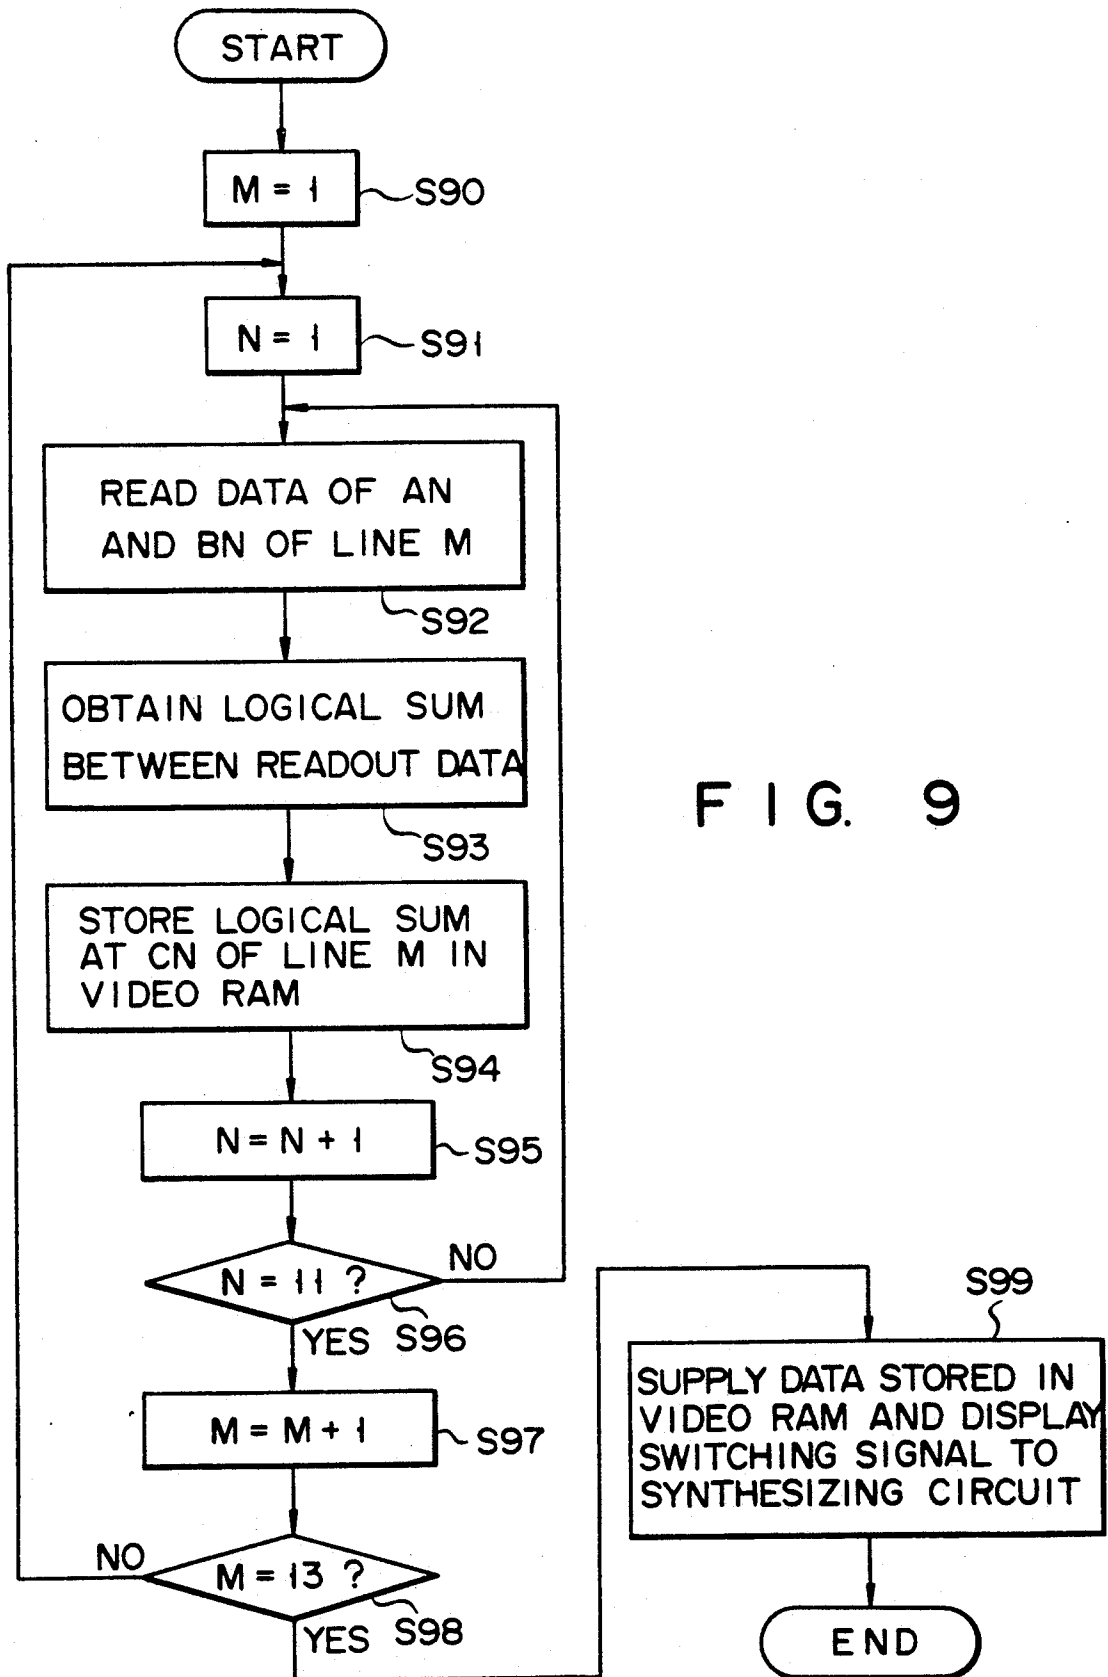 START
M = 1
S90
N = 1
S91
READ DATA OF AN
AND BN OF LINE M
S92
OBTAIN LOGICAL SUM
BETWEEN READOUT DATA
S93
STORE LOGICAL SUM
AT CN OF LINE M IN
VIDEO RAM
S94
N = N + 1
S95
N = 11 ?
NO
YES
S96
M = M + 1
S97
M = 13 ?
NO
YES
S98
S99
SUPPLY DATA STORED IN
VIDEO RAM AND DISPLAY
SWITCHING SIGNAL TO
SYNTHESIZING CIRCUIT
END
FIG. 9